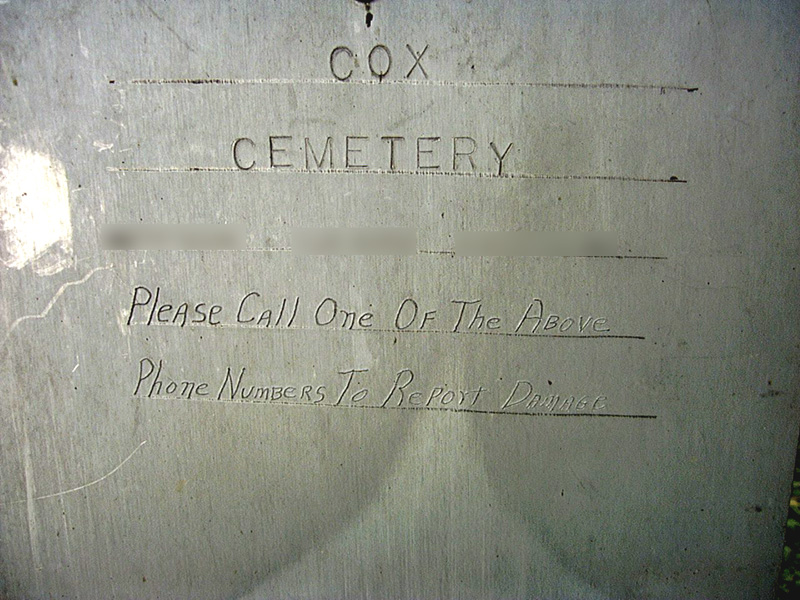 COX
CEMETERY
Please Call One Of The Above
Phone Numbers To Report Damage